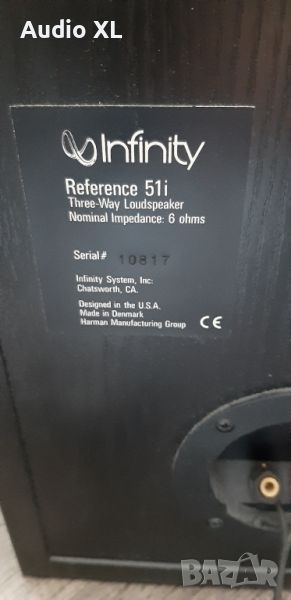 Audio XL
Infinity
Reference 51i
Three-Way Loudspeaker
Nominal Impedance: 6 ohms
Serial# 10817
Infinity System, Inc:
Chatsworth, CA.
Designed in the U.S.A.
Made in Denmark
Harman Manufacturing Group CE
BAZAR